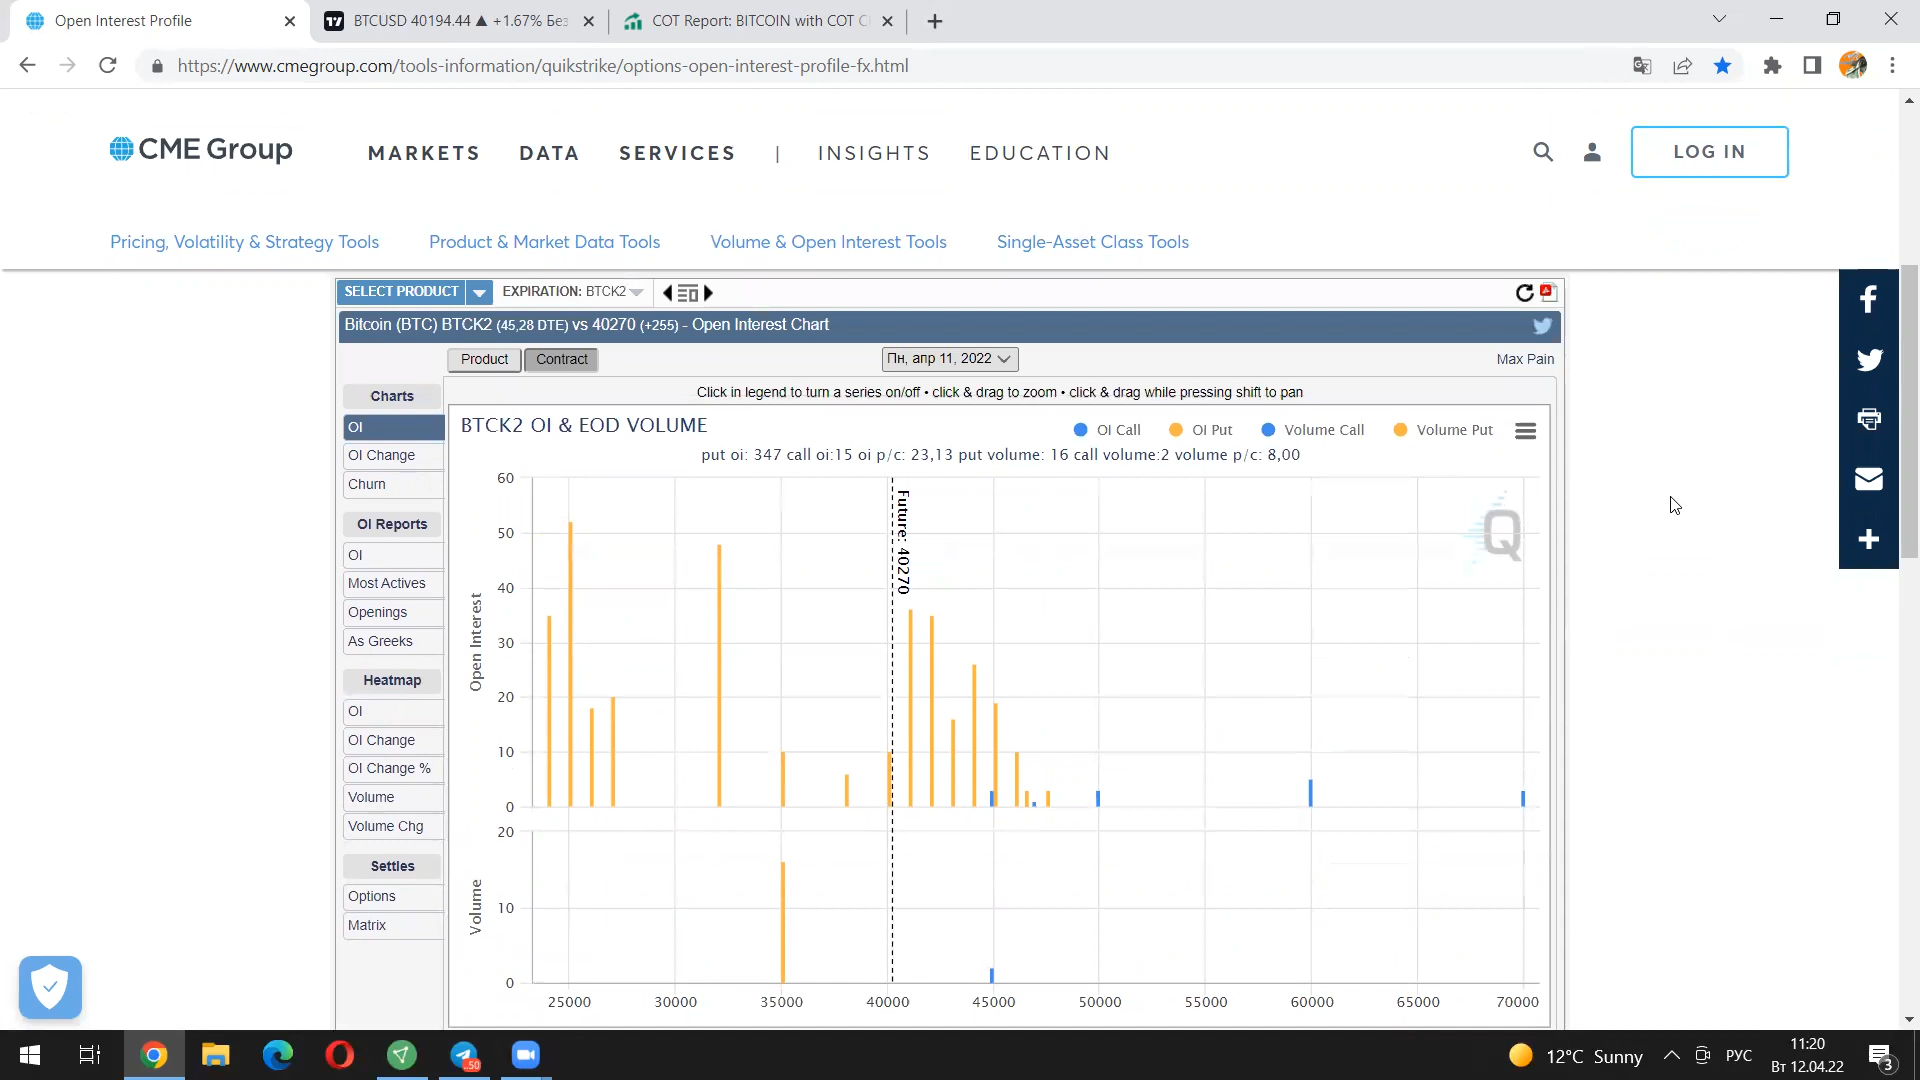 Open Interest Profile
BTCUSD 40194.44 ▲ +1.67% Без
COT Report: BITCOIN with COT C
https://www.cmegroup.com/tools-information/quikstrike/options-open-interest-profile-fx.html
CME Group
MARKETS DATA SERVICES | INSIGHTS EDUCATION
LOG IN
Pricing, Volatility & Strategy Tools
Product & Market Data Tools
Volume & Open Interest Tools
Single-Asset Class Tools
SELECT PRODUCT
EXPIRATION: BTCK2
Bitcoin (BTC) BTCK2 (45,28 DTE) vs 40270 (+255) - Open Interest Chart
Product
Contract
Пн, апр 11, 2022
Max Pain
Click in legend to turn a series on/off • click & drag to zoom • click & drag while pressing shift to pan
Charts
OI
OI Change
Churn
OI Reports
OI
Most Actives
Openings
As Greeks
Heatmap
OI
OI Change
OI Change %
Volume
Volume Chg
Settles
Options
Matrix
BTCK2 OI & EOD VOLUME
OI Call
OI Put
Volume Call
Volume Put
put oi: 347 call oi:15 oi p/c: 23,13 put volume: 16 call volume:2 volume p/c: 8,00
Open Interest
60
50
40
30
20
10
0
Future: 40270
Q
Volume
20
10
0
25000 30000 35000 40000 45000 50000 55000 60000 65000 70000
.50
12°C Sunny
РУС
11:20
Вт 12.04.22
3